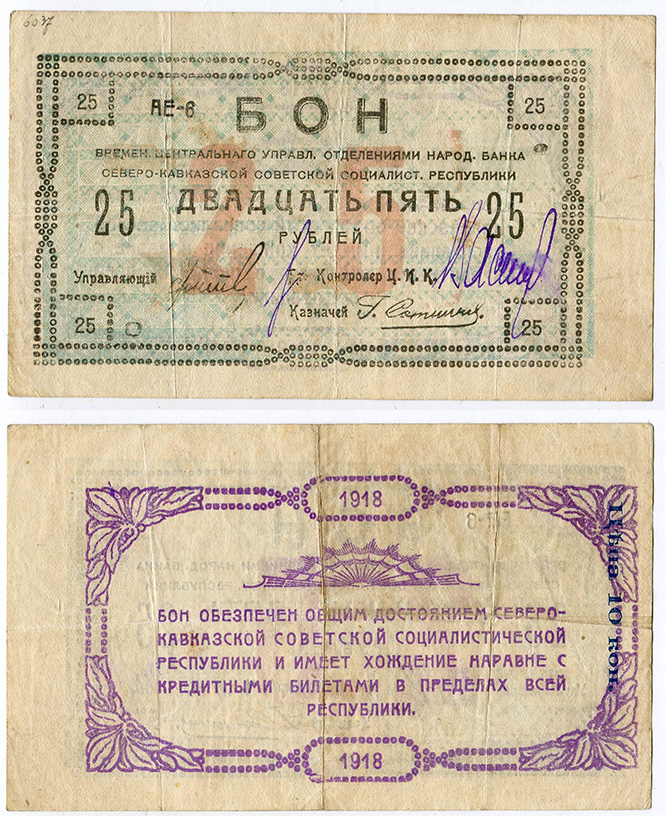 6037
25 АЕ-6 БОН 25
ВРЕМЕН. ЦЕНТРАЛЬНАГО УПРАВЛ. ОТДЕЛЕНИЯМИ НАРОД. БАНКА
СЕВЕРО-КАВКАЗСКОЙ СОВЕТСКОЙ СОЦИАЛИСТ. РЕСПУБЛИКИ
25 ДВАДЦАТЬ ПЯТЬ 25
РУБЛЕЙ
Управляющій Гл. Контролер Ц. И. К.
Казначей
25 25
1918
БОН ОБЕЗПЕЧЕН ОБЩИМ ДОСТОЯНИЕМ СЕВЕРО-
КАВКАЗСКОЙ СОВЕТСКОЙ СОЦИАЛИСТИЧЕСКОЙ
РЕСПУБЛИКИ И ИМЕЕТ ХОЖДЕНИЕ НАРАВНЕ С
КРЕДИТНЫМИ БИЛЕТАМИ В ПРЕДЕЛАХ ВСЕЙ
РЕСПУБЛИКИ.
1918
Цѣна 10 коп.